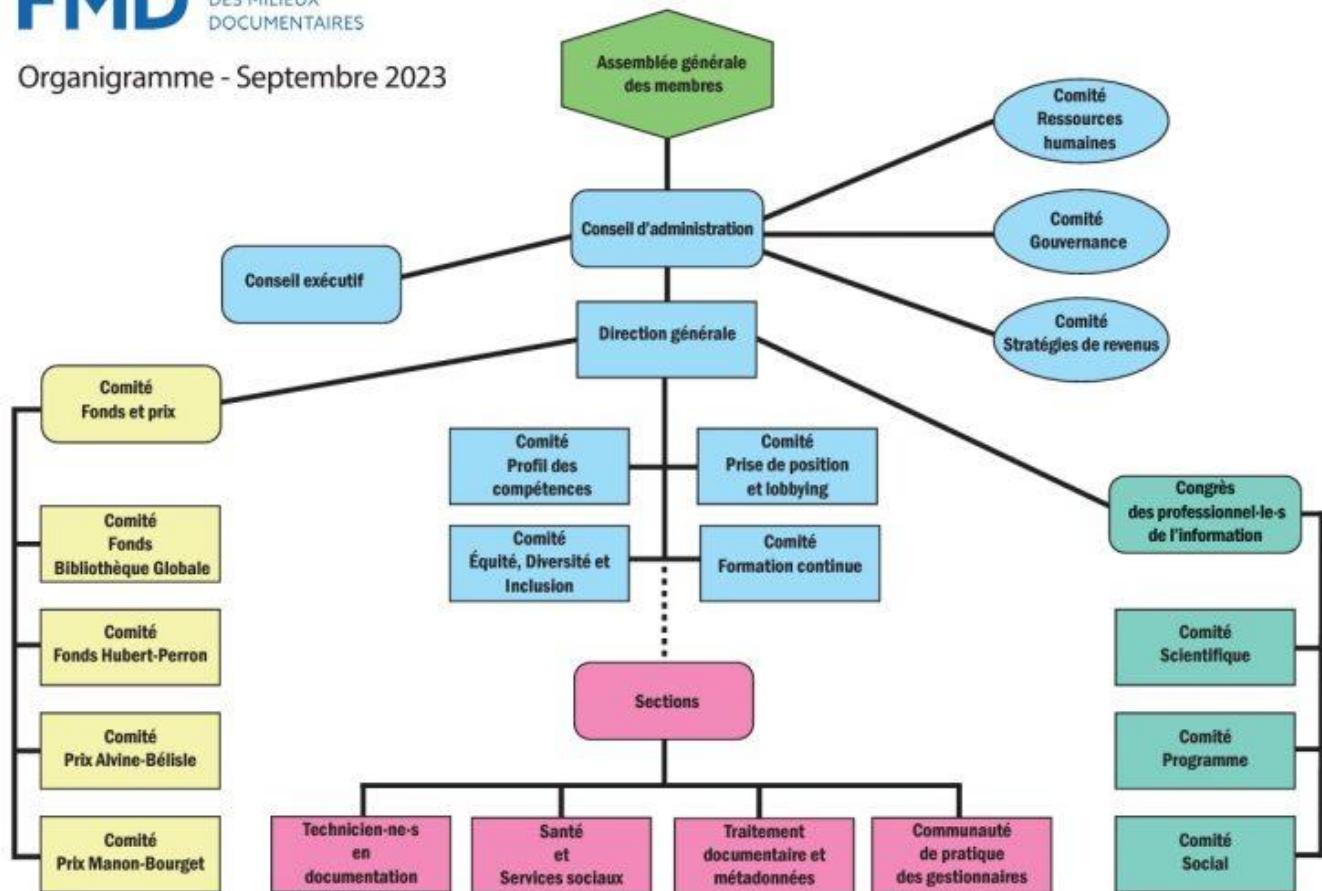 FMD
DES MILIEUX
DOCUMENTAIRES
Organigramme - Septembre 2023
Assemblée générale
des membres
Comité
Ressources
humaines
Conseil d'administration
Comité
Gouvernance
Conseil exécutif
Direction générale
Comité
Stratégies de revenus
Comité
Fonds et prix
Comité
Profil des
compétences
Comité
Prise de position
et lobbying
Congrès
des professionnel·le·s
de l'information
Comité
Fonds
Bibliothèque Globale
Comité
Équité, Diversité et
Inclusion
Comité
Formation continue
Comité
Fonds Hubert-Perron
Comité
Scientifique
Sections
Comité
Prix Alvine-Bélisle
Comité
Programme
Comité
Prix Manon-Bourget
Technicien·ne·s
en
documentation
Santé
et
Services sociaux
Traitement
documentaire et
métadonnées
Communauté
de pratique
des gestionnaires
Comité
Social